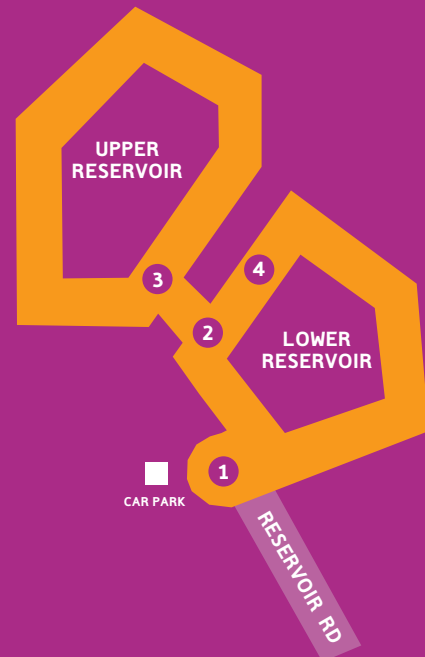 UPPER
RESERVOIR
3
4
2
LOWER
RESERVOIR
1
CAR PARK
RESERVOIR RD